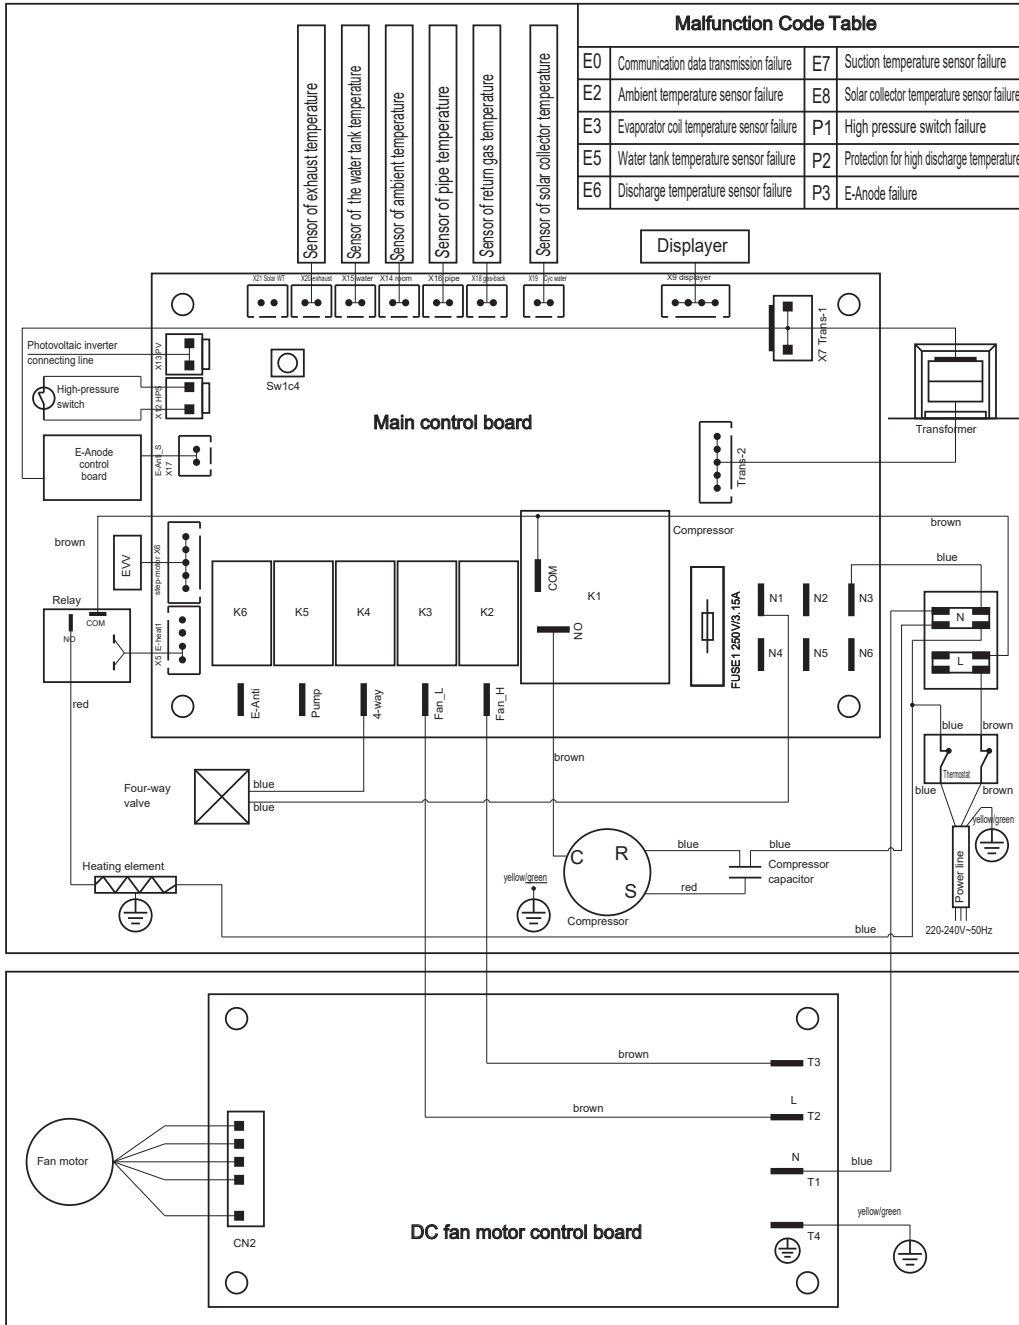 Malfunction Code Table
E0 Communication data transmission failure E7 Suction temperature sensor failure
E2 Ambient temperature sensor failure E8 Solar collector temperature sensor failure
E3 Evaporator coil temperature sensor failure P1 High pressure switch failure
E5 Water tank temperature sensor failure P2 Protection for high discharge temperature
E6 Discharge temperature sensor failure P3 E-Anode failure
Sensor of exhaust temperature
Sensor of the water tank temperature
Sensor of ambient temperature
Sensor of pipe temperature
Sensor of return gas temperature
Sensor of solar collector temperature
Displayer
X21 Solar WT
X20 exhaust
X15 water
X14 room
X16 pipe
X18 gas-back
X19 Cyc water
X9 displayer
Photovoltaic inverter
connecting line
X13 PV
High-pressure
switch
X12 HPS
Sw1c4
Main control board
X7 Trans-1
Transformer
E-Anode
control
board
E-Anti_S
X17
Trans-2
brown
EVV
step-motor X6
Compressor
brown
blue
Relay
NO
COM
X5 E-heat1
K6
K5
K4
K3
K2
K1
COM
NO
FUSE1 250V/3.15A
N1
N2
N3
N4
N5
N6
N
L
red
E-Anti
Pump
4-way
Fan_L
Fan_H
brown
blue
brown
Thermostat
blue
brown
Four-way
valve
blue
blue
yellow/green
Power line
220-240V~50Hz
Heating element
yellow/green
C
R
S
Compressor
blue
red
blue
Compressor
capacitor
blue
brown
T3
L
brown
T2
Fan motor
N
blue
T1
yellow/green
T4
CN2
DC fan motor control board